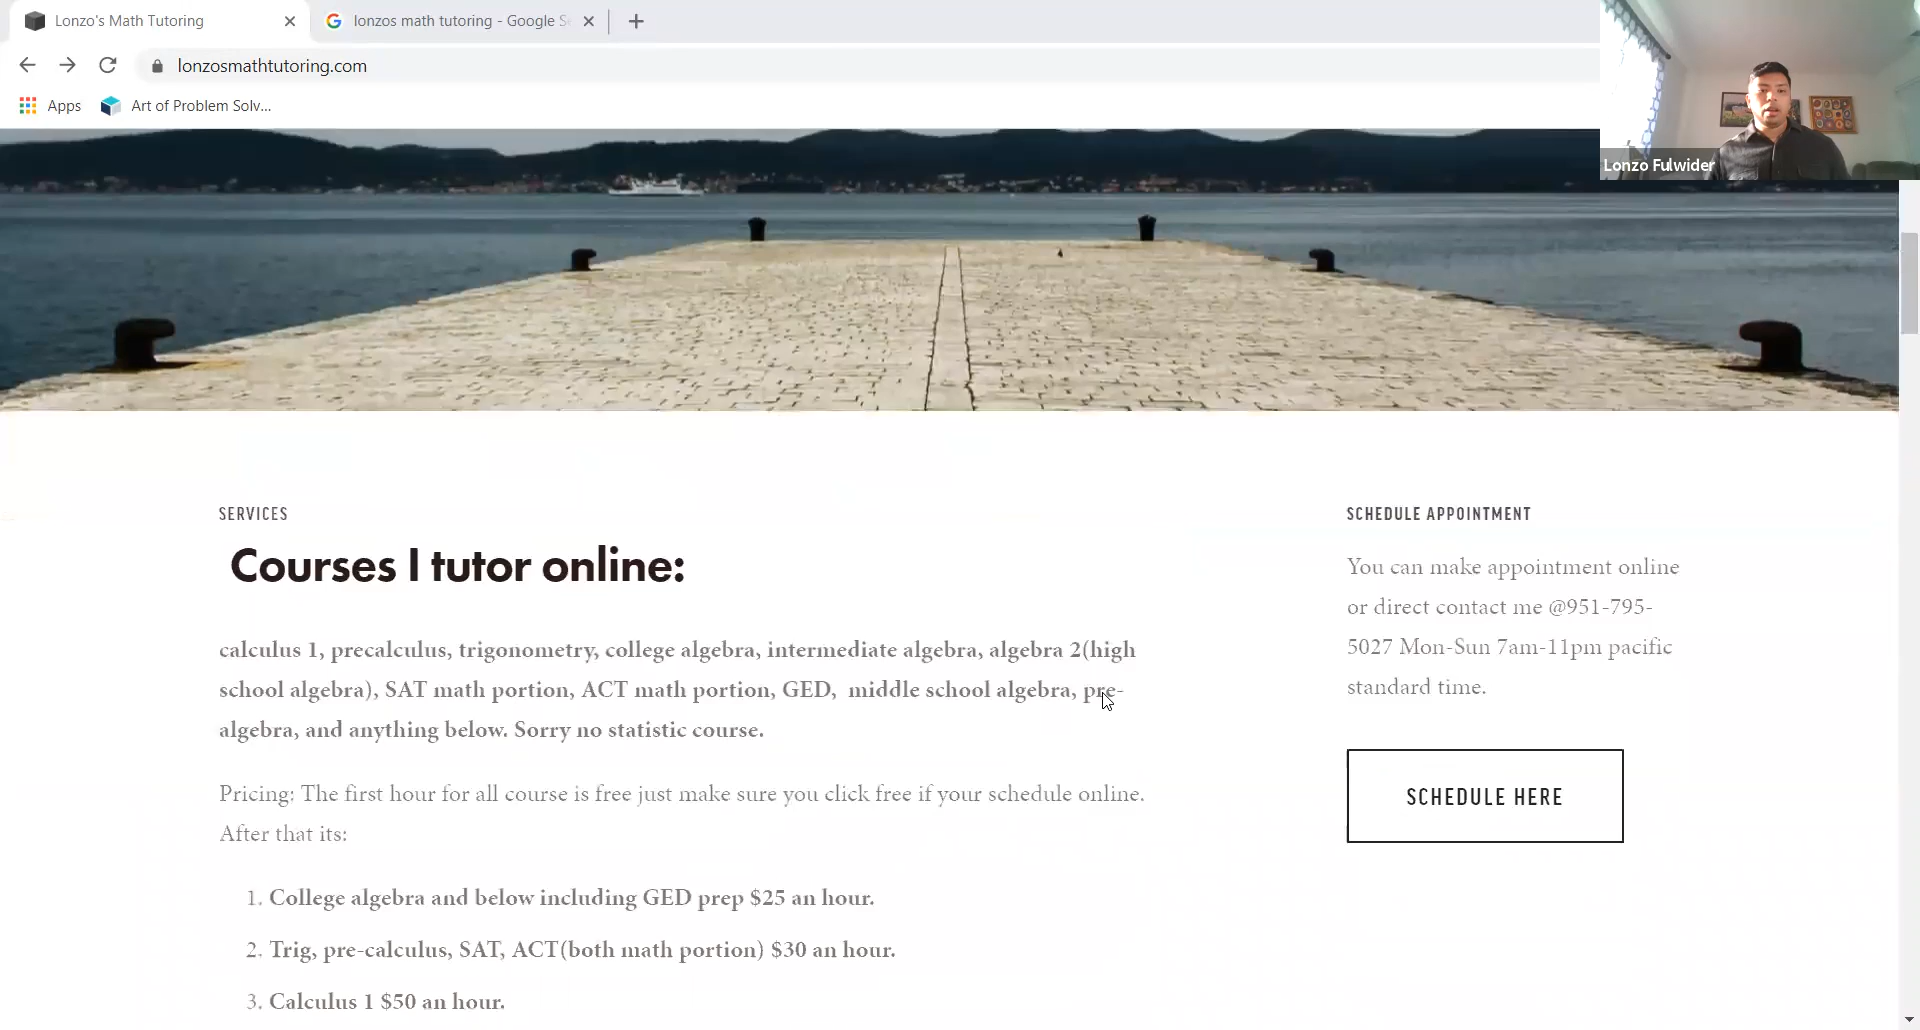 Lonzo's Math Tutoring
lonzos math tutoring - Google S
lonzosmathtutoring.com
Apps
Art of Problem Solv...
Lonzo Fulwider
SERVICES
Courses I tutor online:
calculus 1, precalculus, trigonometry, college algebra, intermediate algebra, algebra 2(high
school algebra), SAT math portion, ACT math portion, GED,  middle school algebra, pre-
algebra, and anything below. Sorry no statistic course.
Pricing: The first hour for all course is free just make sure you click free if your schedule online.
After that its:
1. College algebra and below including GED prep $25 an hour.
2. Trig, pre-calculus, SAT, ACT(both math portion) $30 an hour.
3. Calculus 1 $50 an hour.
SCHEDULE APPOINTMENT
You can make appointment online
or direct contact me @951-795-
5027 Mon-Sun 7am-11pm pacific
standard time.
SCHEDULE HERE